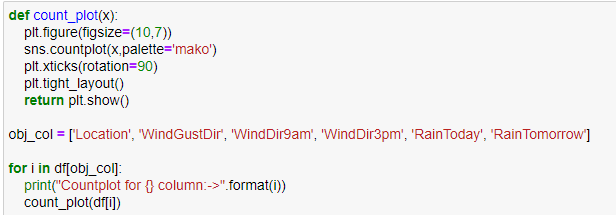 def count_plot(x):
    plt.figure(figsize=(10,7))
    sns.countplot(x,palette='mako')
    plt.xticks(rotation=90)
    plt.tight_layout()
    return plt.show()

obj_col = ['Location', 'WindGustDir', 'WindDir9am', 'WindDir3pm', 'RainToday', 'RainTomorrow']

for i in df[obj_col]:
    print("Countplot for {} column:->".format(i))
    count_plot(df[i])